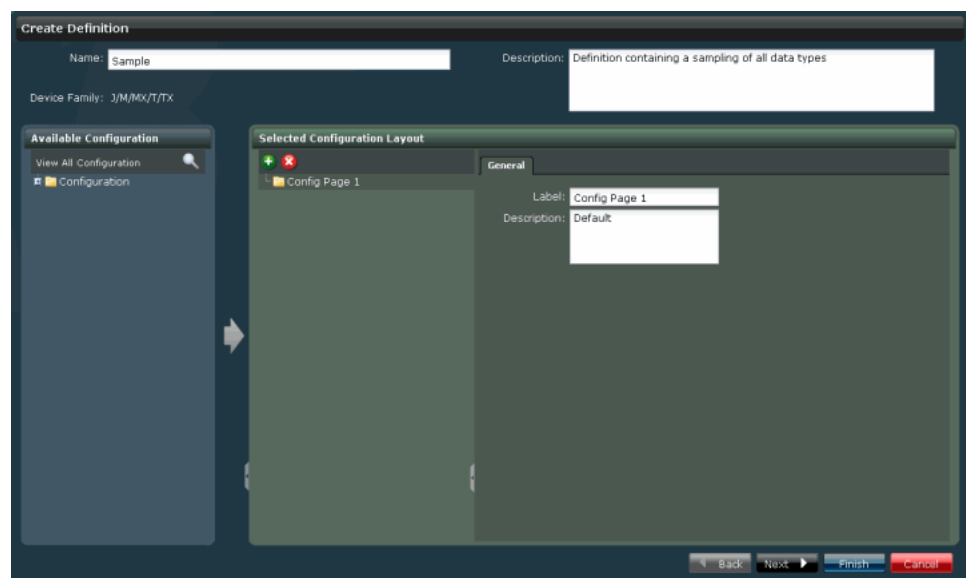 Create Definition
Name: Sample
Description: Definition containing a sampling of all data types
Device Family: J/M/MX/T/TX
Available Configuration
View All Configuration
Configuration
Selected Configuration Layout
Config Page 1
General
Label: Config Page 1
Description: Default
Back Next Finish Cancel